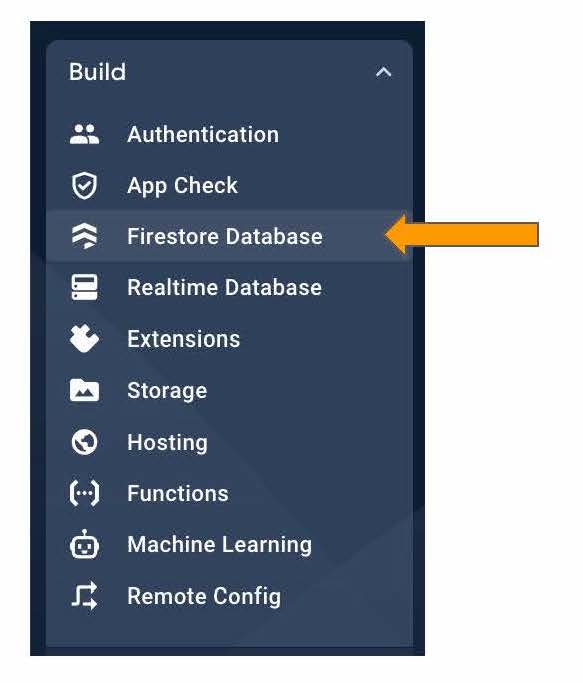 Build
Authentication
App Check
Firestore Database
Realtime Database
Extensions
Storage
Hosting
Functions
Machine Learning
Remote Config